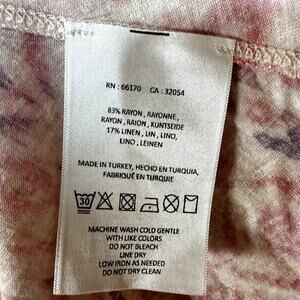 RN : 66170 CA : 32054
83% RAYON , RAYONNE ,
RAYON , RAION , KUNTSEIDE
17% LINEN , LIN , LINO,
LINO , LEINEN
MADE IN TURKEY, HECHO EN TURQUIA,
FABRIQUÉ EN TURQUIE
30
MACHINE WASH COLD GENTLE
WITH LIKE COLORS
DO NOT BLEACH
LINE DRY
LOW IRON AS NEEDED
DO NOT DRY CLEAN